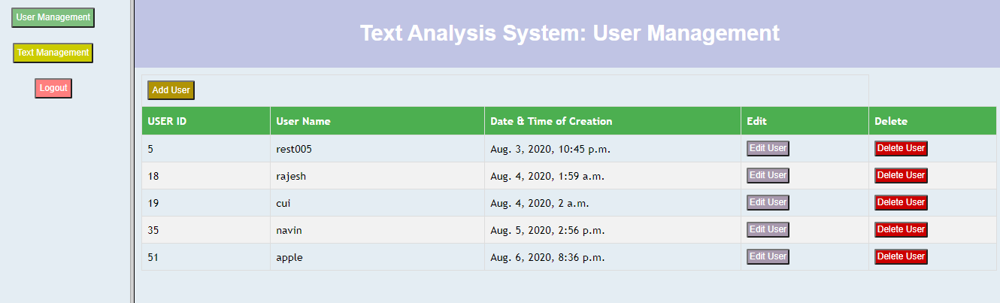 User Management
Text Management
Logout
Text Analysis System: User Management
Add User
USER ID User Name Date & Time of Creation Edit Delete
5 rest005 Aug. 3, 2020, 10:45 p.m. Edit User Delete User
18 rajesh Aug. 4, 2020, 1:59 a.m. Edit User Delete User
19 cui Aug. 4, 2020, 2 a.m. Edit User Delete User
35 navin Aug. 5, 2020, 2:56 p.m. Edit User Delete User
51 apple Aug. 6, 2020, 8:36 p.m. Edit User Delete User